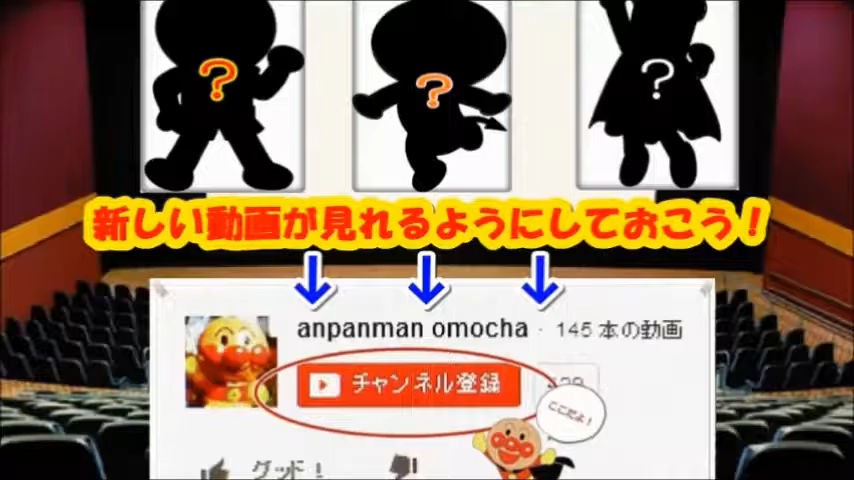 ? ? ?
新しい動画が見れるようにしておこう！
anpanman omocha · 145 本の動画
チャンネル登録
ここだよ！
グッド！